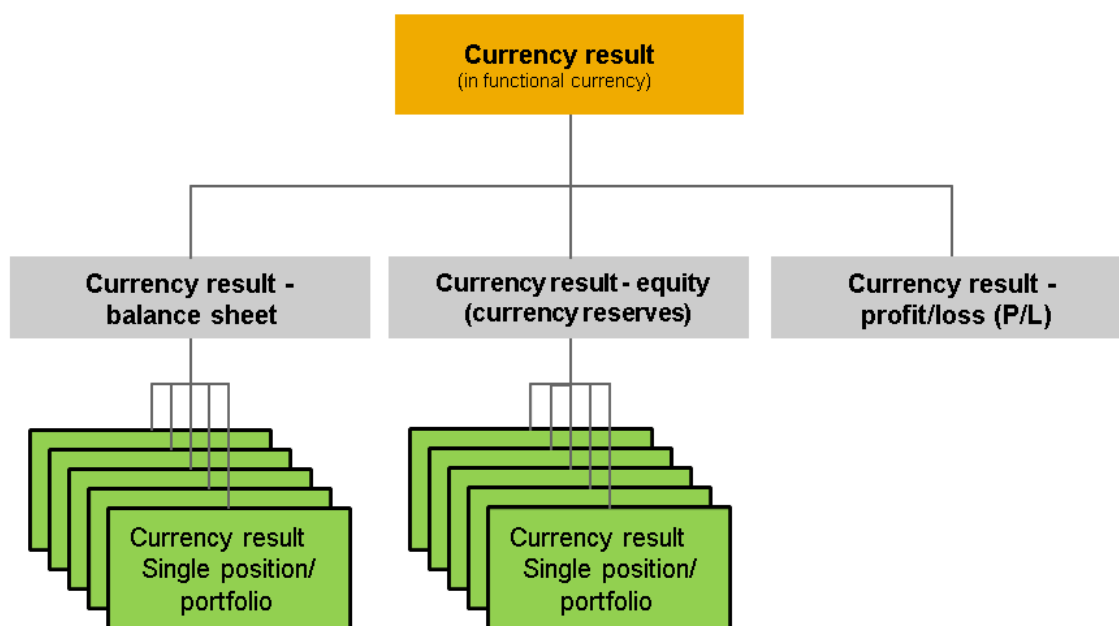 Currency result
(in functional currency)
Currency result -
balance sheet
Currency result - equity
(currency reserves)
Currency result -
profit/loss (P/L)
Currency result
Single position/
portfolio
Currency result
Single position/
portfolio